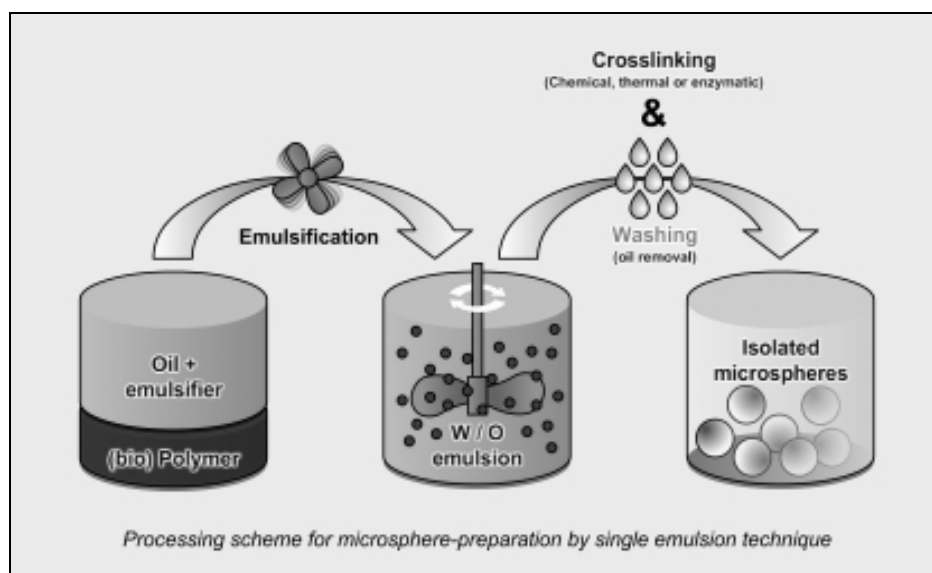 Crosslinking
(Chemical, thermal or enzymatic)
&
Emulsification
Washing
(oil removal)
Oil +
emulsifier
(bio) Polymer
W / O
emulsion
Isolated
microspheres
Processing scheme for microsphere-preparation by single emulsion technique